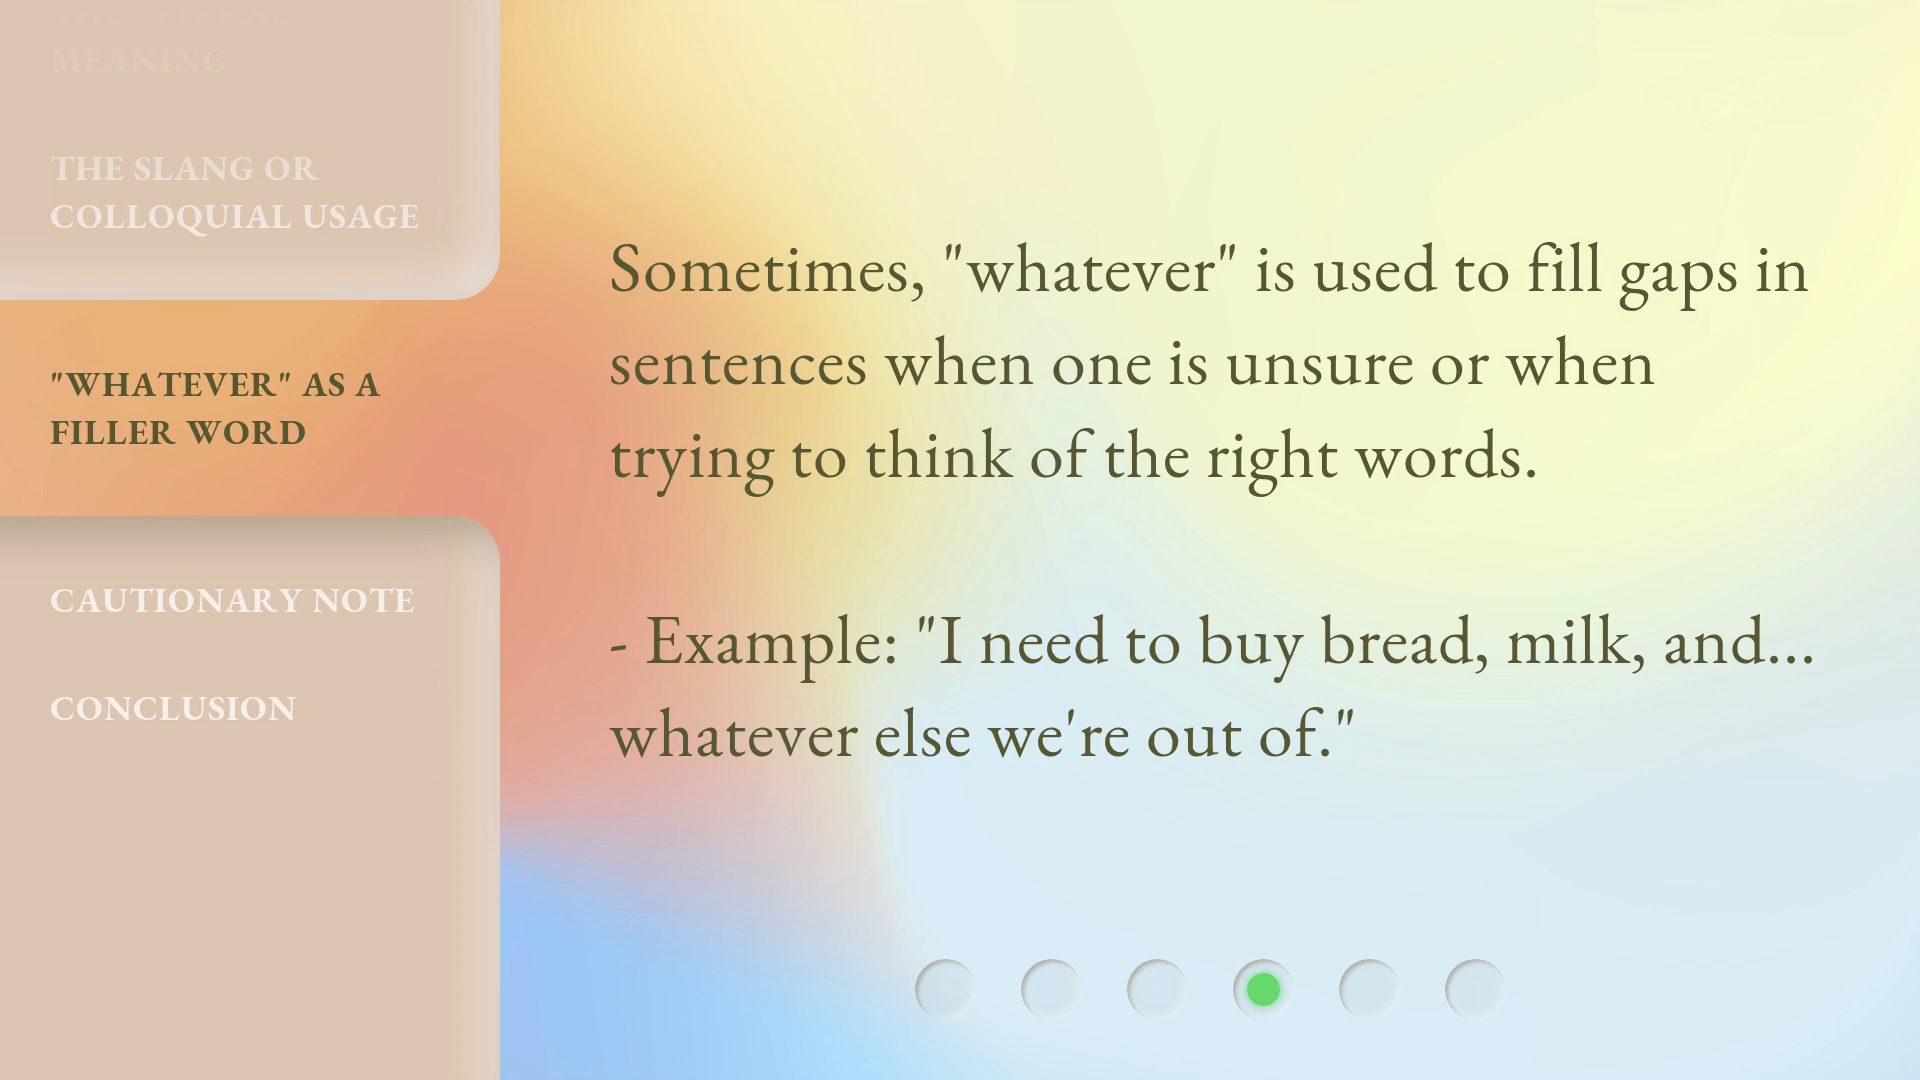 MEANING
THE SLANG OR
COLLOQUIAL USAGE
"WHATEVER" AS A
FILLER WORD
CAUTIONARY NOTE
CONCLUSION
Sometimes, "whatever" is used to fill gaps in
sentences when one is unsure or when
trying to think of the right words.
- Example: "I need to buy bread, milk, and...
whatever else we're out of."